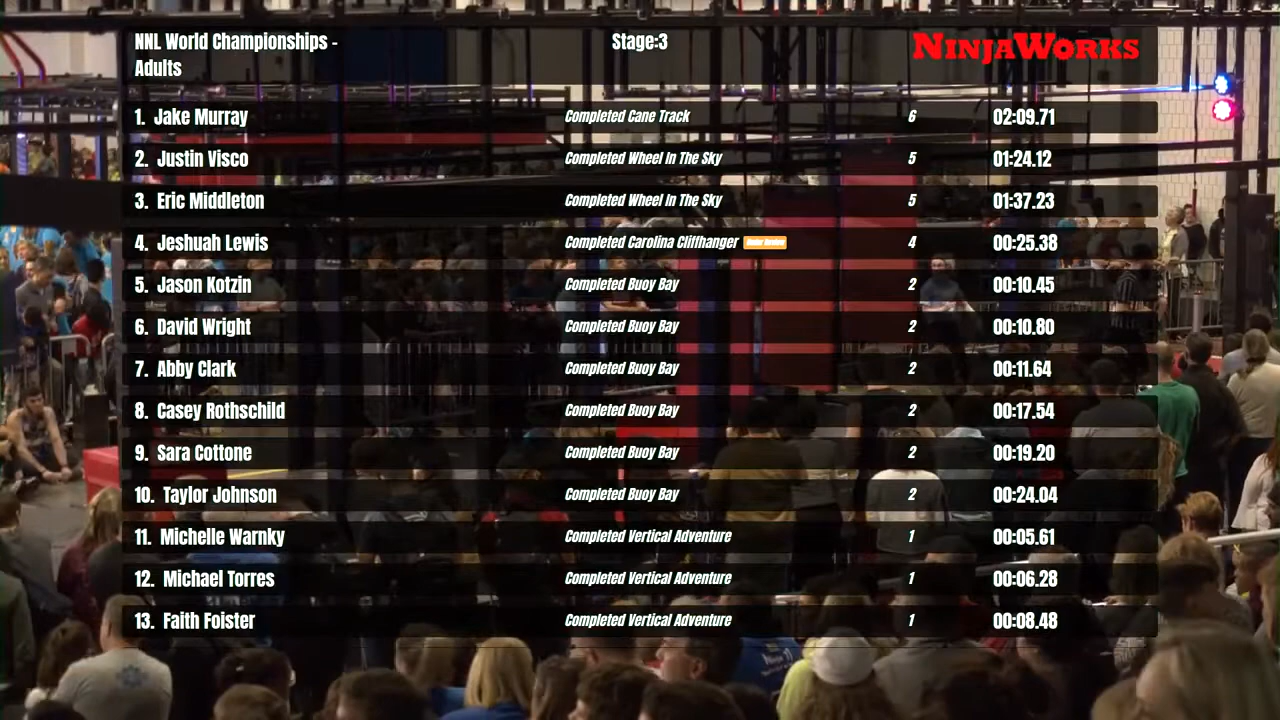 NNL World Championships -
Adults
Stage:3
NINJAWORKS
1. Jake Murray Completed Cane Track 6 02:09.71
2. Justin Visco Completed Wheel In The Sky 5 01:24.12
3. Eric Middleton Completed Wheel In The Sky 5 01:37.23
4. Jeshuah Lewis Completed Carolina Cliffhanger 4 00:25.38
5. Jason Kotzin Completed Buoy Bay 2 00:10.45
6. David Wright Completed Buoy Bay 2 00:10.80
7. Abby Clark Completed Buoy Bay 2 00:11.64
8. Casey Rothschild Completed Buoy Bay 2 00:17.54
9. Sara Cottone Completed Buoy Bay 2 00:19.20
10. Taylor Johnson Completed Buoy Bay 2 00:24.04
11. Michelle Warnky Completed Vertical Adventure 1 00:05.61
12. Michael Torres Completed Vertical Adventure 1 00:06.28
13. Faith Foister Completed Vertical Adventure 1 00:08.48